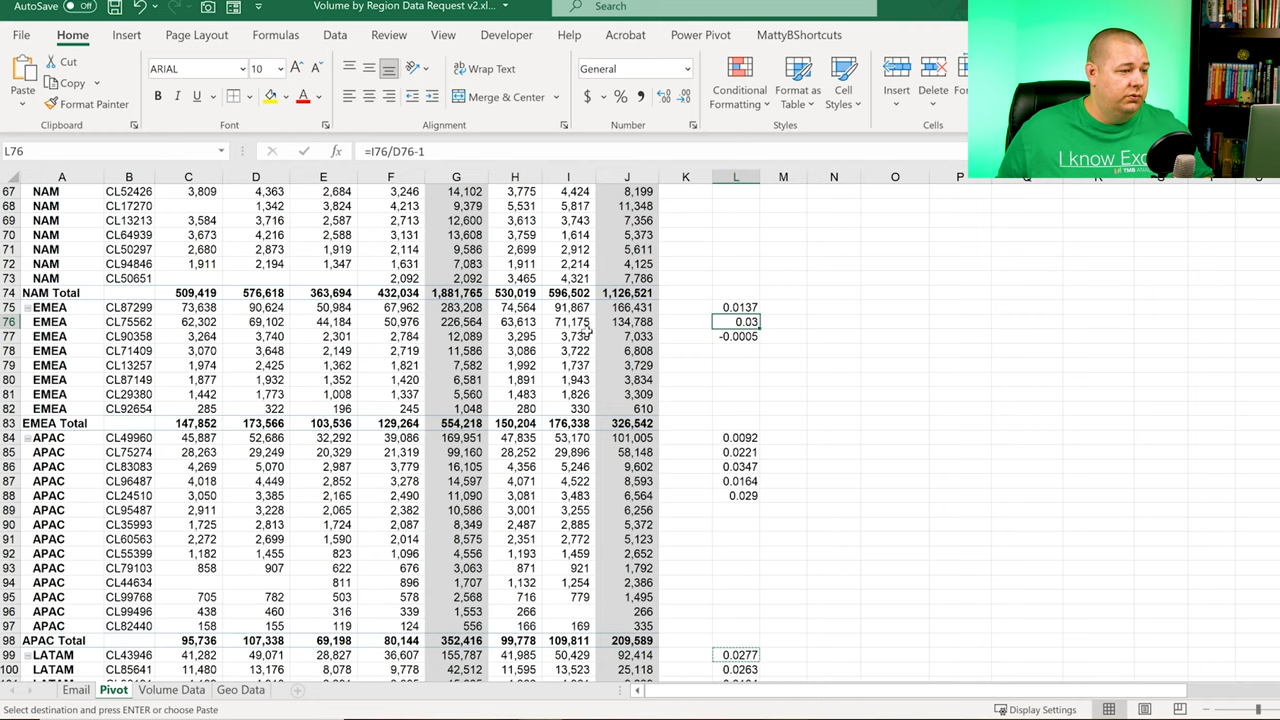 AutoSave Off Volume by Region Data Request v2.xl... Search
File Home Insert Page Layout Formulas Data Review View Developer Help Acrobat Power Pivot MattyBShortcuts
Paste Cut Copy Format Painter ARIAL 10 B I U Wrap Text Merge & Center General $ % Conditional Formatting Format as Table Cell Styles Insert Delete
Clipboard Font Alignment Number Styles Cells
I know Exc
L76 fx =I76/D76-1
A B C D E F G H I J K L M N O P Q R S T U
67 NAM CL52426 3,809 4,363 2,684 3,246 14,102 3,775 4,424 8,199
68 NAM CL17270 1,342 3,824 4,213 9,379 5,531 5,817 11,348
69 NAM CL13213 3,584 3,716 2,587 2,713 12,600 3,613 3,743 7,356
70 NAM CL64939 3,673 4,216 2,588 3,131 13,608 3,759 1,614 5,373
71 NAM CL50297 2,680 2,873 1,919 2,114 9,586 2,699 2,912 5,611
72 NAM CL94846 1,911 2,194 1,347 1,631 7,083 1,911 2,214 4,125
73 NAM CL50651 2,092 2,092 3,465 4,321 7,786
74 NAM Total 509,419 576,618 363,694 432,034 1,881,765 530,019 596,502 1,126,521
75 EMEA CL87299 73,638 90,624 50,984 67,962 283,208 74,564 91,867 166,431 0.0137
76 EMEA CL75562 62,302 69,102 44,184 50,976 226,564 63,613 71,175 134,788 0.03
77 EMEA CL90358 3,264 3,740 2,301 2,784 12,089 3,295 3,738 7,033 -0.0005
78 EMEA CL71409 3,070 3,648 2,149 2,719 11,586 3,086 3,722 6,808
79 EMEA CL13257 1,974 2,425 1,362 1,821 7,582 1,992 1,737 3,729
80 EMEA CL87149 1,877 1,932 1,352 1,420 6,581 1,891 1,943 3,834
81 EMEA CL29380 1,442 1,773 1,008 1,337 5,560 1,483 1,826 3,309
82 EMEA CL92654 285 322 196 245 1,048 280 330 610
83 EMEA Total 147,852 173,566 103,536 129,264 554,218 150,204 176,338 326,542
84 APAC CL49960 45,887 52,686 32,292 39,086 169,951 47,835 53,170 101,005 0.0092
85 APAC CL75274 28,263 29,249 20,329 21,319 99,160 28,252 29,896 58,148 0.0221
86 APAC CL83083 4,269 5,070 2,987 3,779 16,105 4,356 5,246 9,602 0.0347
87 APAC CL96487 4,018 4,449 2,852 3,278 14,597 4,071 4,522 8,593 0.0164
88 APAC CL24510 3,050 3,385 2,165 2,490 11,090 3,081 3,483 6,564 0.029
89 APAC CL95487 2,911 3,228 2,065 2,382 10,586 3,001 3,255 6,256
90 APAC CL35993 1,725 2,813 1,724 2,087 8,349 2,487 2,885 5,372
91 APAC CL60563 2,272 2,699 1,590 2,014 8,575 2,351 2,772 5,123
92 APAC CL55399 1,182 1,455 823 1,096 4,556 1,193 1,459 2,652
93 APAC CL79103 858 907 622 676 3,063 871 921 1,792
94 APAC CL44634 811 896 1,707 1,132 1,254 2,386
95 APAC CL99768 705 782 503 578 2,568 716 779 1,495
96 APAC CL99496 438 460 316 339 1,553 266 266
97 APAC CL82440 158 155 119 124 556 166 169 335
98 APAC Total 95,736 107,338 69,198 80,144 352,416 99,778 109,811 209,589
99 LATAM CL43946 41,282 49,071 28,827 36,607 155,787 41,985 50,429 92,414 0.0277
100 LATAM CL85641 11,480 13,176 8,078 9,778 42,512 11,595 13,523 25,118 0.0263
Email Pivot Volume Data Geo Data
Select destination and press ENTER or choose Paste Display Settings